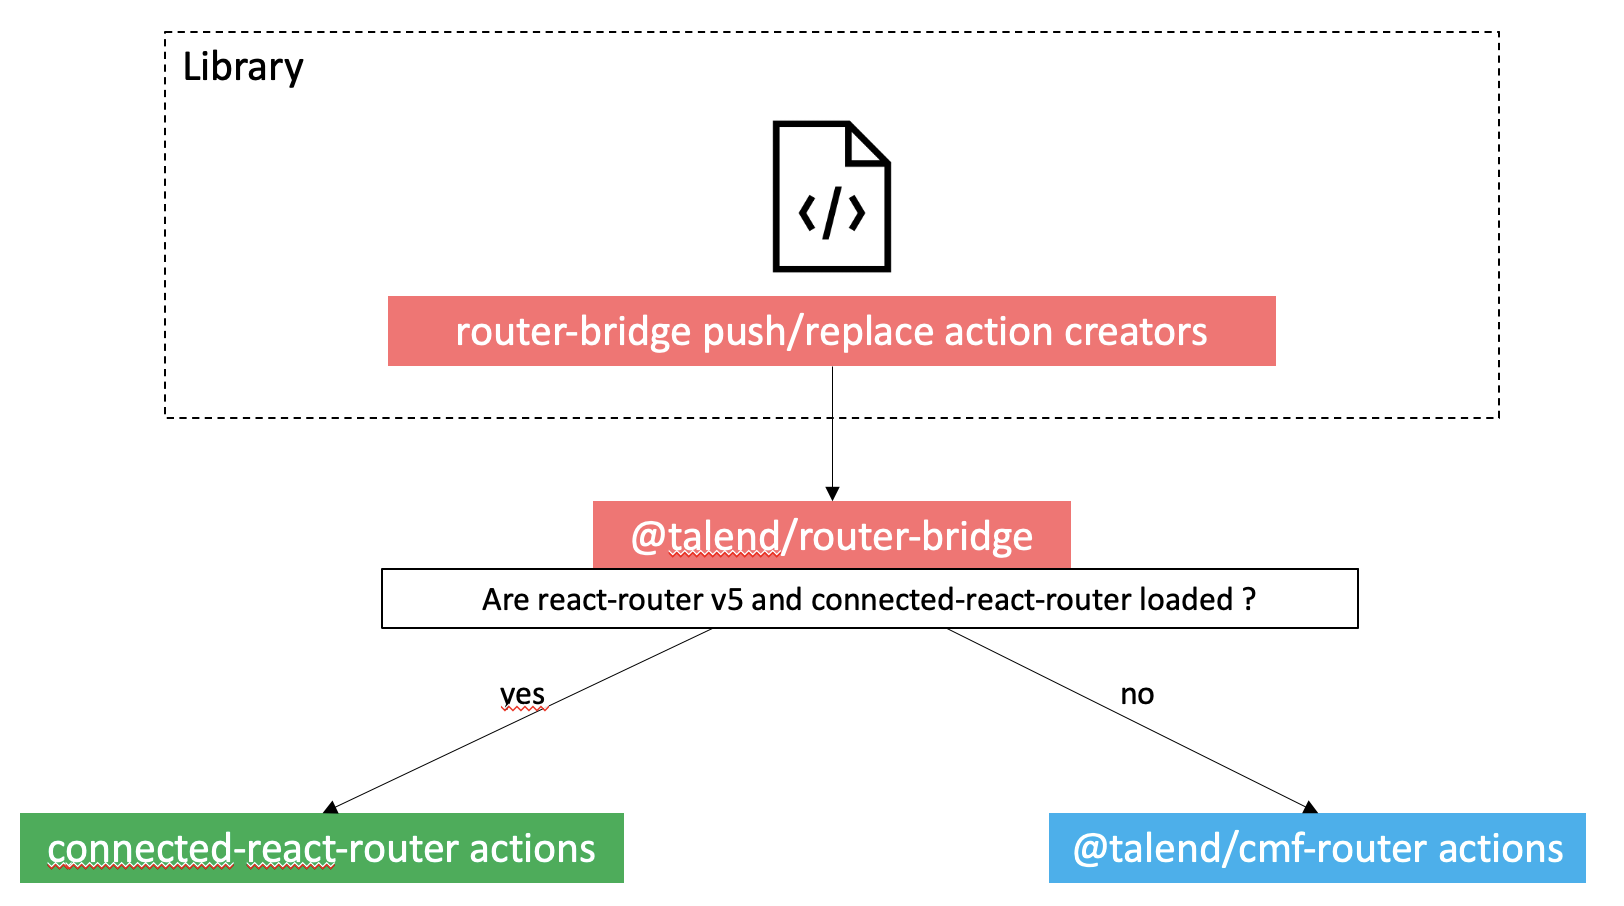 Library
</>
router-bridge push/replace action creators
@talend/router-bridge
Are react-router v5 and connected-react-router loaded ?
yes
no
connected-react-router actions
@talend/cmf-router actions